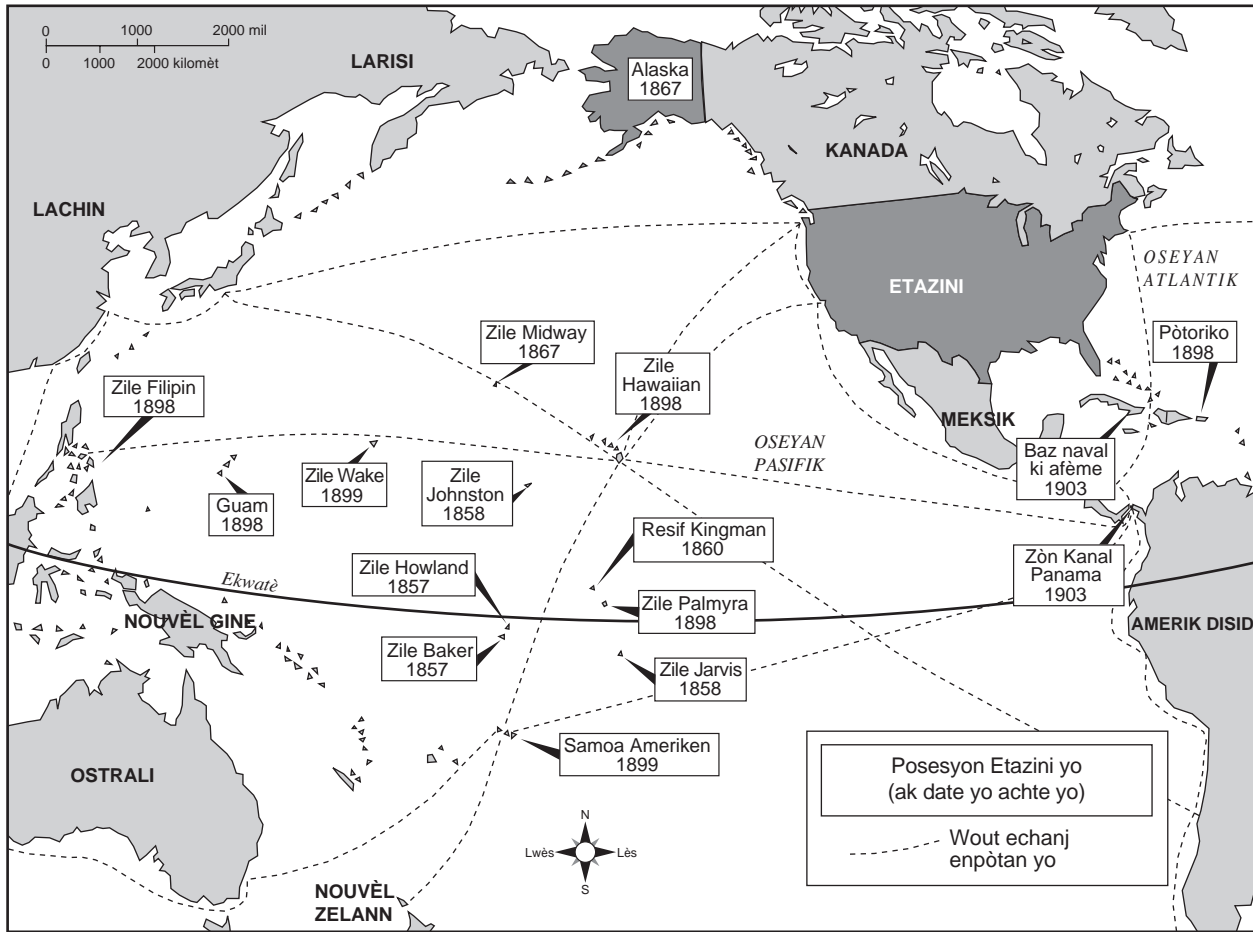 0 1000 2000 mil
0 1000 2000 kilomèt
LARISI
Alaska
1867
KANADA
LACHIN
ETAZINI
OSEYAN
ATLANTIK
Zile Midway
1867
Pòtoriko
1898
Zile
Hawaiian
1898
Zile Filipin
1898
MEKSIK
OSEYAN
PASIFIK
Baz naval
ki afème
1903
Zile Wake
1899
Zile
Johnston
1858
Guam
1898
Resif Kingman
1860
Zòn Kanal
Panama
1903
Zile Howland
1857
Ekwatè
Zile Palmyra
1898
NOUVÈL GINE
AMERIK DISID
Zile Baker
1857
Zile Jarvis
1858
Samoa Ameriken
1899
OSTRALI
Posesyon Etazini yo
(ak date yo achte yo)
Wout echanj
enpòtan yo
N
Lwès Lès
S
NOUVÈL
ZELANN